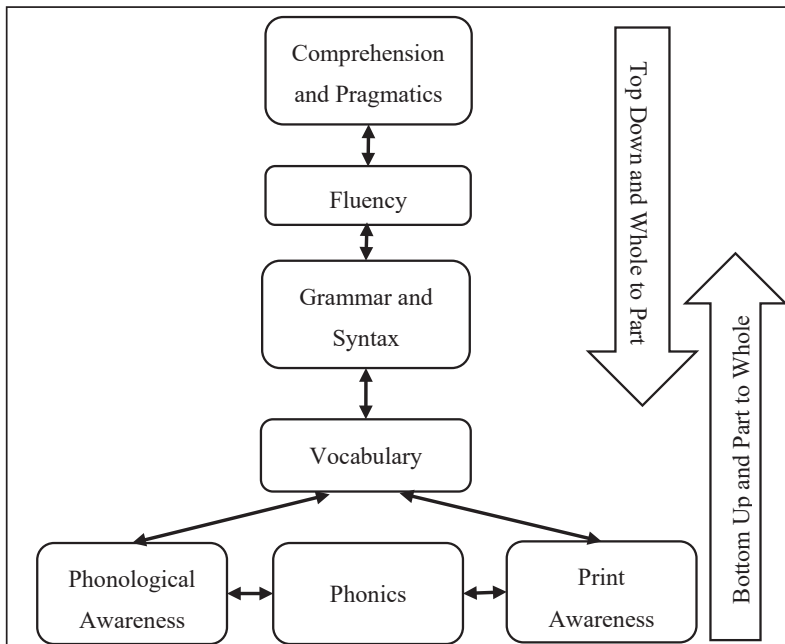 Comprehension
and Pragmatics
Fluency
Grammar and
Syntax
Vocabulary
Phonological
Awareness
Phonics
Print
Awareness
Top Down and Whole to Part
Bottom Up and Part to Whole